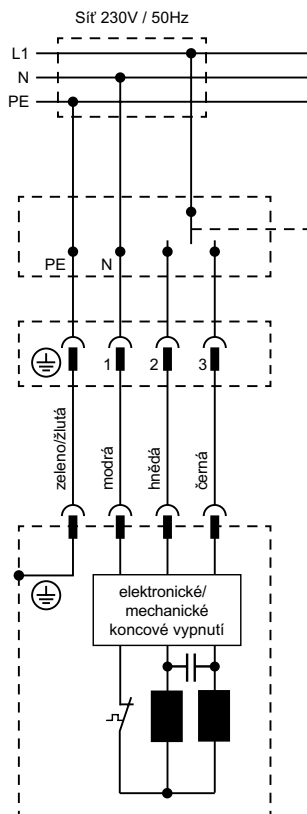 Síť 230V / 50Hz
L1
N
PE
PE
N
1
2
3
zeleno/žlutá
modrá
hnědá
černá
elektronické/
mechanické
koncové vypnutí